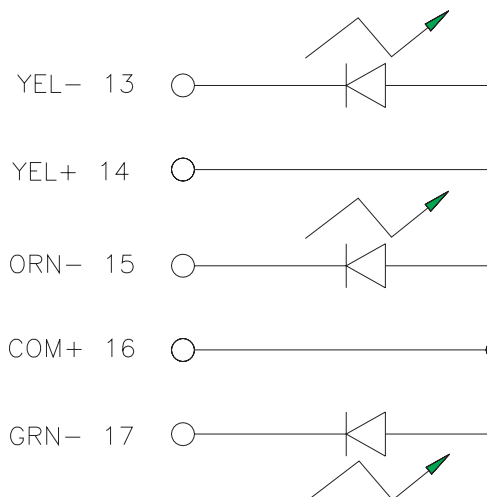 YEL- 13
YEL+ 14
ORN- 15
COM+ 16
GRN- 17